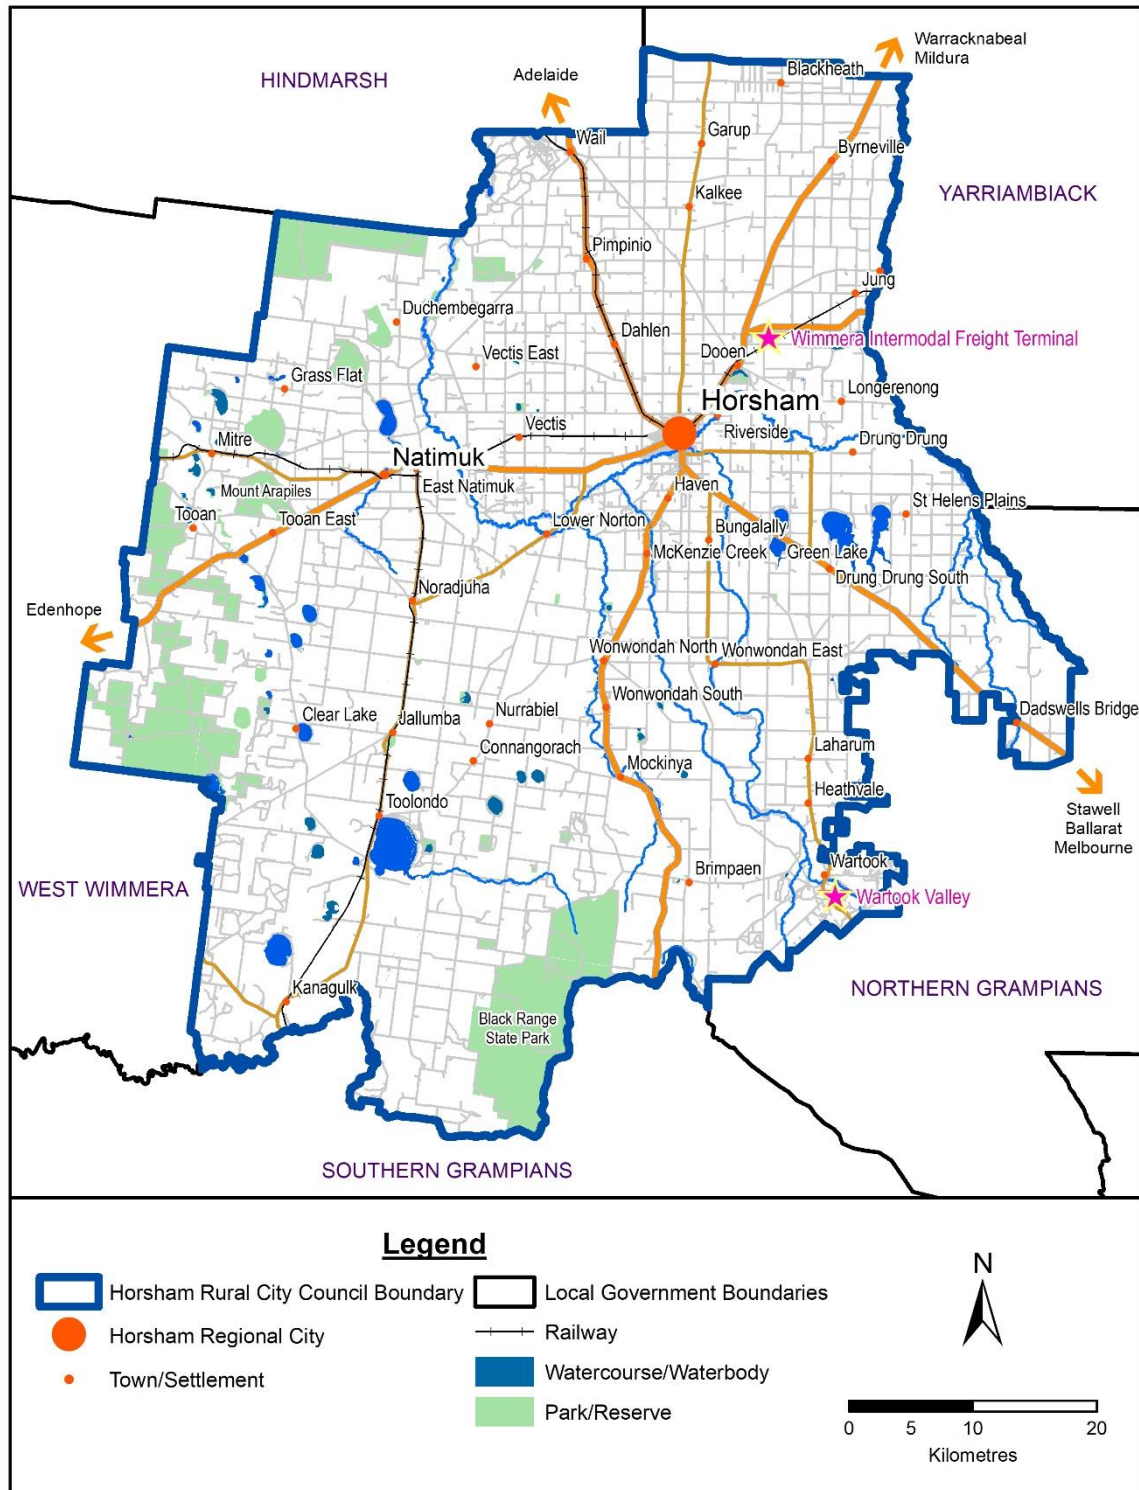 Warracknabeal
Mildura
HINDMARSH
Adelaide
Blackheath
Garup
Wail
Byrneville
Kalkee
YARRIAMBIACK
Pimpinio
Jung
Duchembegarra
Dahlen
Wimmera Intermodal Freight Terminal
Vectis East
Dooen
Grass Flat
Longerenong
Horsham
Vectis
Riverside
Mitre
Drung Drung
Natimuk
East Natimuk
Mount Arapiles
Haven
St Helens Plains
Tooan
Tooan East
Lower Norton
Bungalally
McKenzie Creek
Green Lake
Drung Drung South
Noradjuha
Edenhope
Wonwondah North
Wonwondah East
Wonwondah South
Clear Lake
Jallumba
Nurrabiel
Dadswells Bridge
Connangorach
Laharum
Mockinya
Heathvale
Toolondo
Stawell
Ballarat
Melbourne
Wartook
Brimpaen
WEST WIMMERA
Wartook Valley
Kanagulk
NORTHERN GRAMPIANS
Black Range
State Park
SOUTHERN GRAMPIANS
Legend
Horsham Rural City Council Boundary
Local Government Boundaries
Horsham Regional City
Railway
Town/Settlement
Watercourse/Waterbody
Park/Reserve
N
0 5 10 20
Kilometres